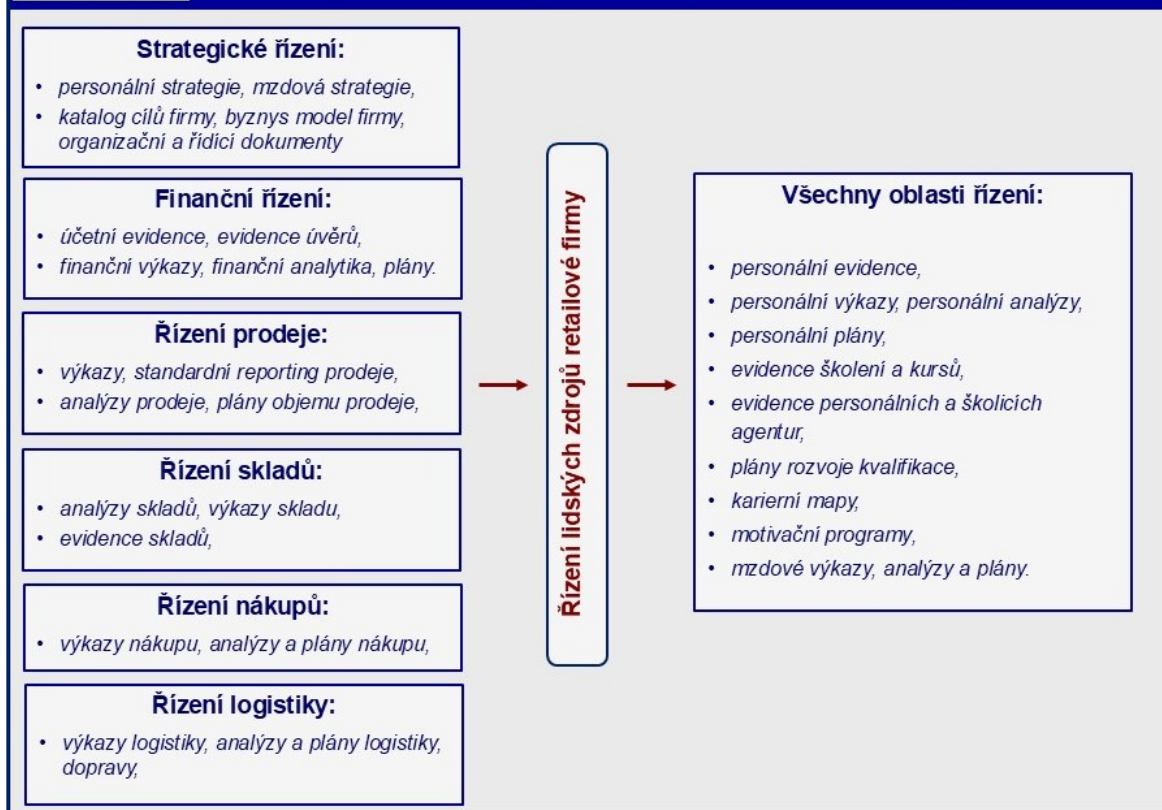 Strategické řízení:
• personální strategie, mzdová strategie,
• katalog cílů firmy, byznys model firmy,
organizační a řídící dokumenty
Finanční řízení:
• účetní evidence, evidence úvěrů,
• finanční výkazy, finanční analytika, plány.
Řízení prodeje:
• výkazy, standardní reporting prodeje,
• analýzy prodeje, plány objemu prodeje,
Řízení skladů:
• analýzy skladů, výkazy skladu,
• evidence skladů,
Řízení nákupů:
• výkazy nákupu, analýzy a plány nákupu,
Řízení logistiky:
• výkazy logistiky, analýzy a plány logistiky,
dopravy,
Řízení lidských zdrojů retailové firmy
Všechny oblasti řízení:
• personální evidence,
• personální výkazy, personální analýzy,
• personální plány,
• evidence školení a kursů,
• evidence personálních a školicích
agentur,
• plány rozvoje kvalifikace,
• karierní mapy,
• motivační programy,
• mzdové výkazy, analýzy a plány.